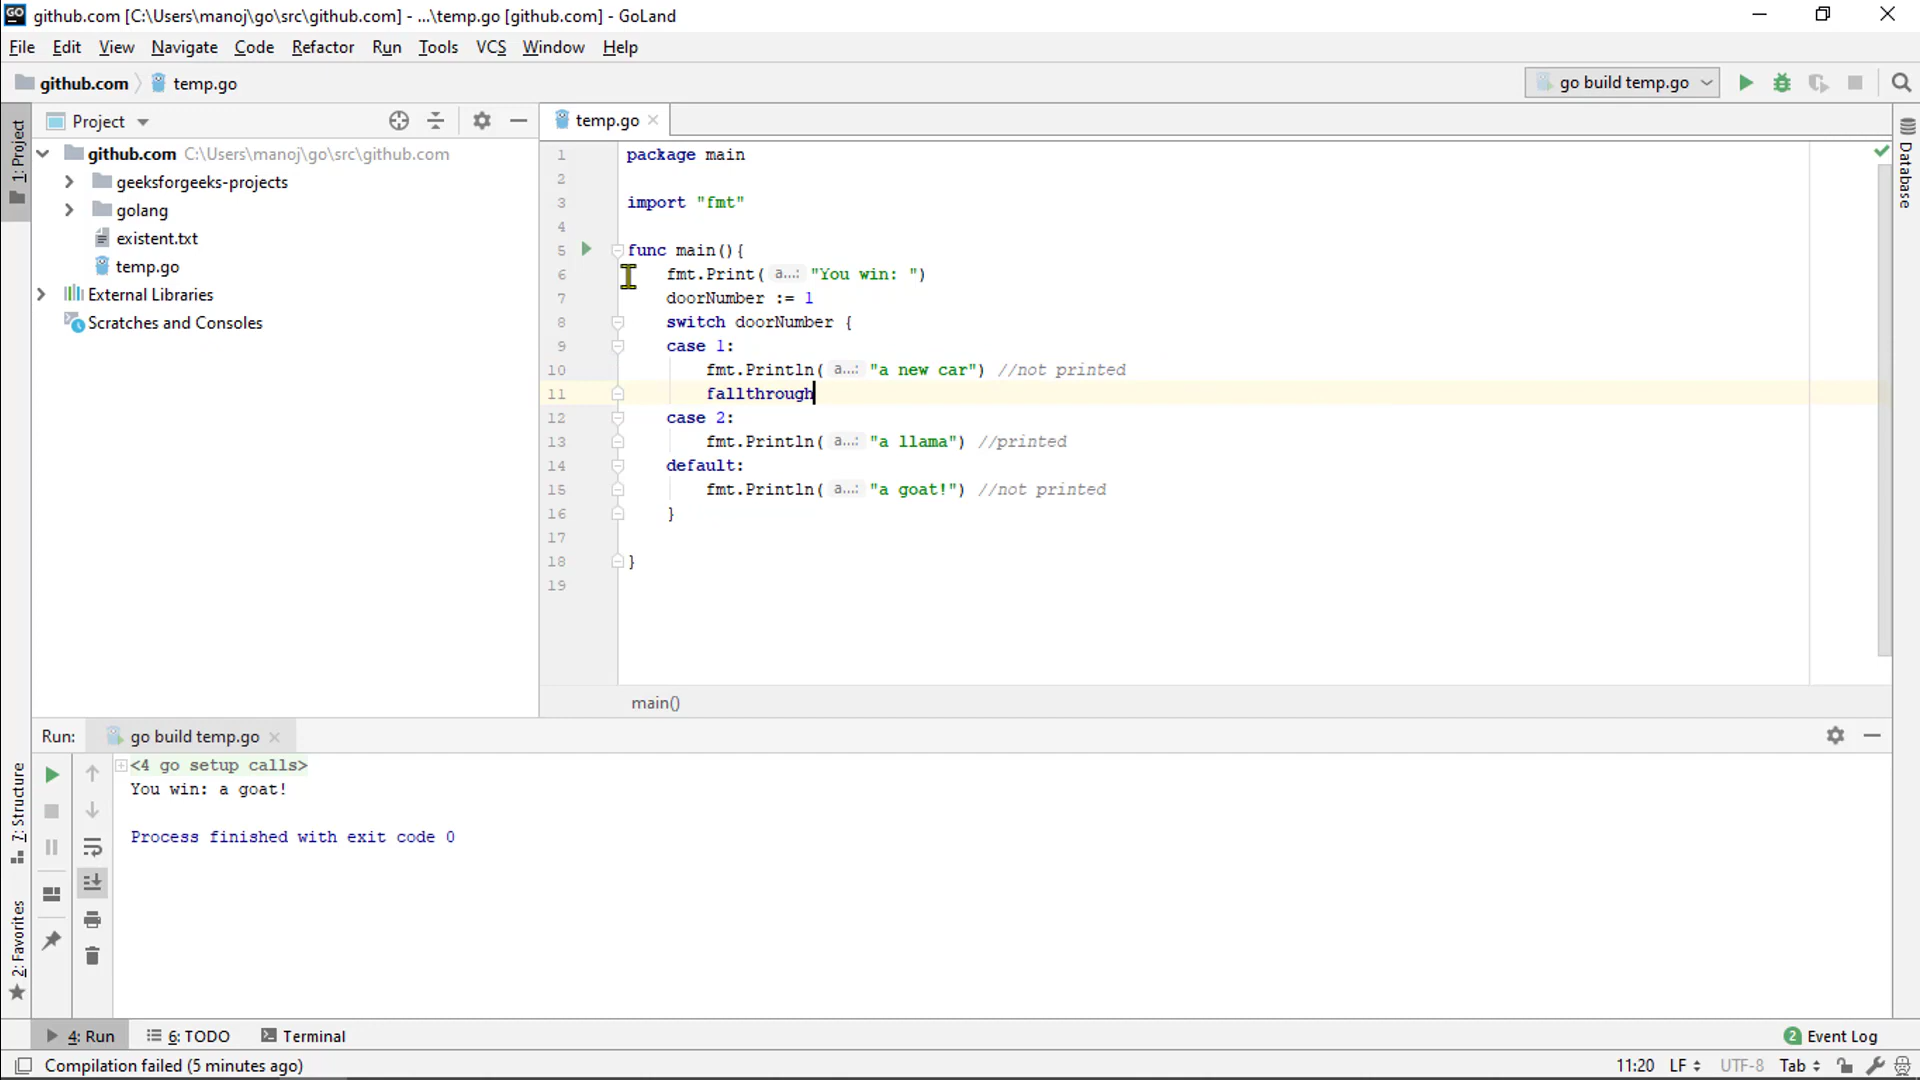 github.com [C:\Users\manoj\go\src\github.com] - ...\temp.go [github.com] - GoLand
File Edit View Navigate Code Refactor Run Tools VCS Window Help
github.com temp.go
go build temp.go
Project
temp.go
1: Project
github.com C:\Users\manoj\go\src\github.com
geeksforgeeks-projects
golang
existent.txt
temp.go
External Libraries
Scratches and Consoles
Database
1 package main
2
3 import "fmt"
4
5 func main(){
6 fmt.Print( a...: "You win: ")
7 doorNumber := 1
8 switch doorNumber {
9 case 1:
10 fmt.Println( a...: "a new car") //not printed
11 fallthrough
12 case 2:
13 fmt.Println( a...: "a llama") //printed
14 default:
15 fmt.Println( a...: "a goat!") //not printed
16 }
17
18 }
19
main()
Run: go build temp.go
<4 go setup calls>
You win: a goat!
Process finished with exit code 0
7: Structure
2: Favorites
4: Run 6: TODO Terminal
2 Event Log
Compilation failed (5 minutes ago)
11:20 LF UTF-8 Tab